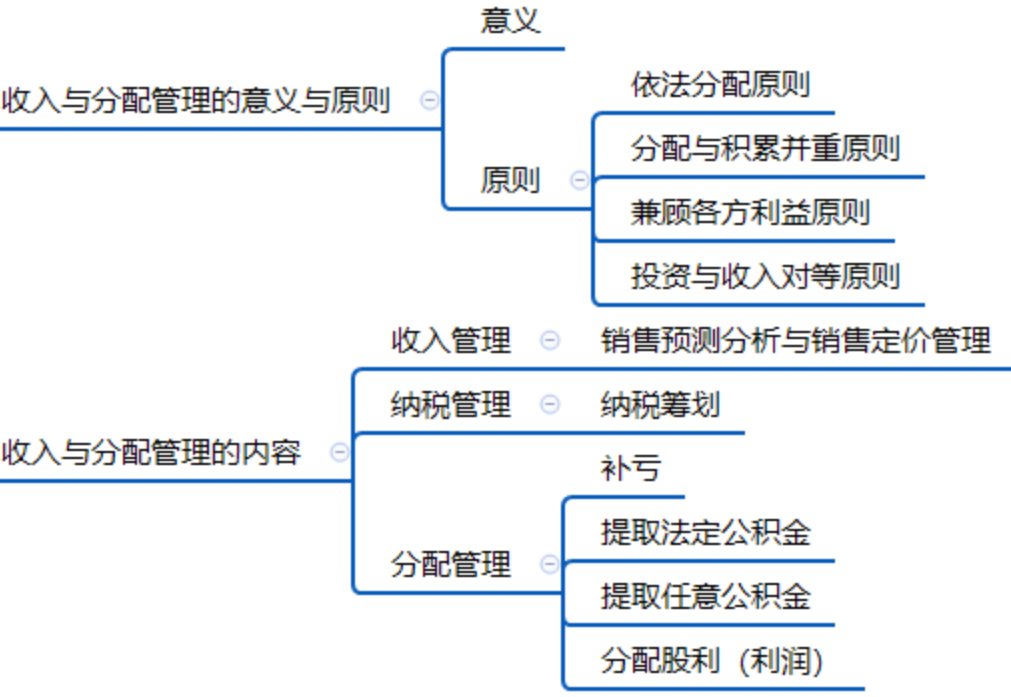 意义
收入与分配管理的意义与原则
依法分配原则
分配与积累并重原则
原则
兼顾各方利益原则
投资与收入对等原则
收入管理 销售预测分析与销售定价管理
纳税管理 纳税筹划
收入与分配管理的内容
补亏
提取法定公积金
分配管理
提取任意公积金
分配股利（利润）